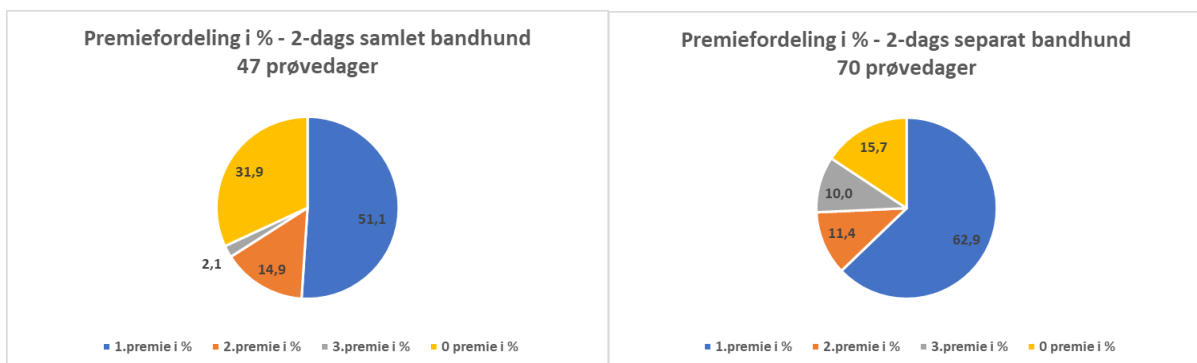 Premiefordeling i % - 2-dags samlet bandhund
47 prøvedager
31,9
51,1
2,1
14,9
1.premie i %
2.premie i %
3.premie i %
0 premie i %
Premiefordeling i % - 2-dags separat bandhund
70 prøvedager
15,7
10,0
11,4
62,9
1.premie i %
2.premie i %
3.premie i %
0 premie i %